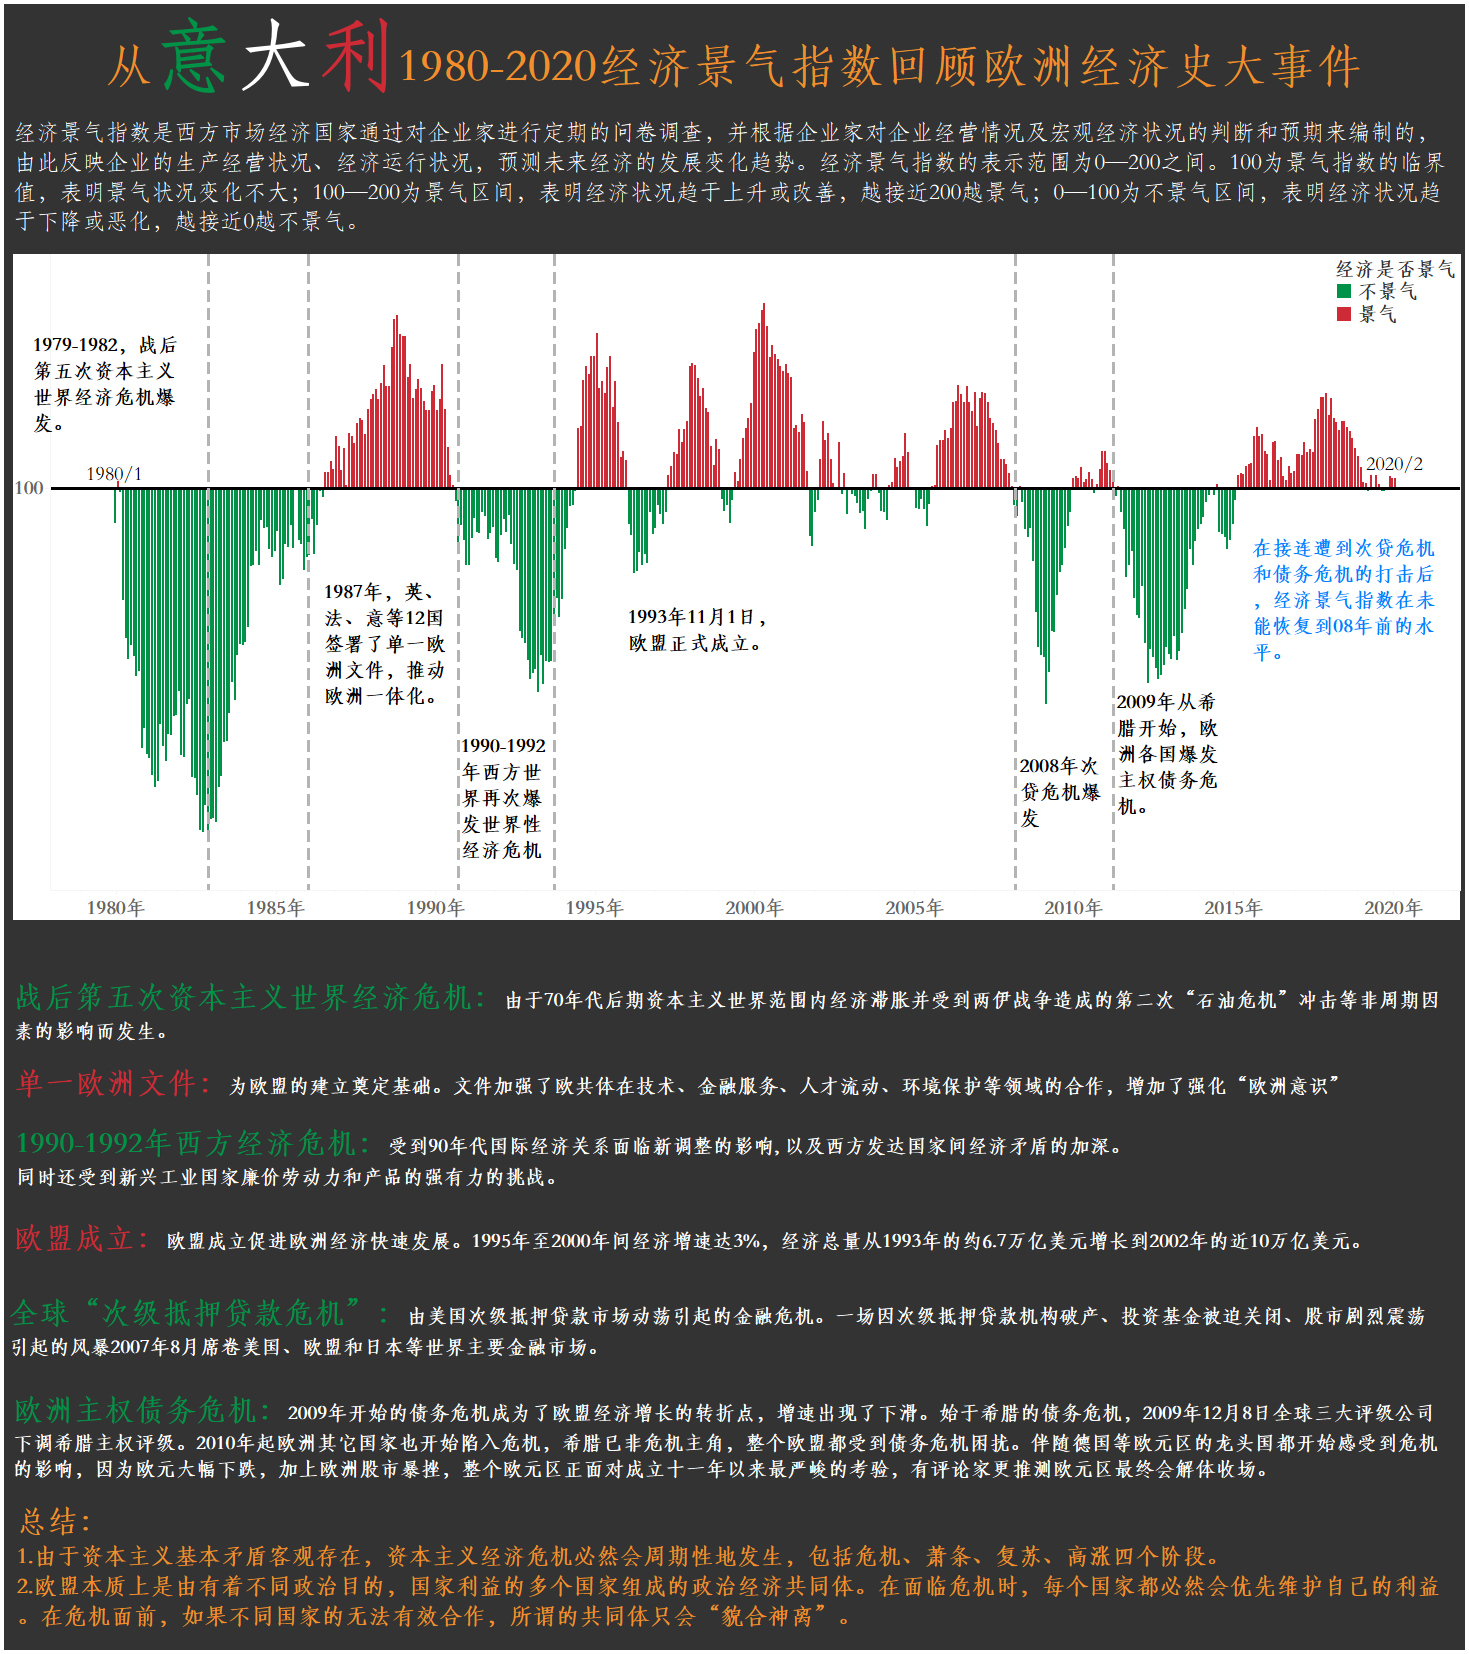 从意大利1980-2020经济景气指数回顾欧洲经济史大事件
经济景气指数是西方市场经济国家通过对企业家进行定期的问卷调查，并根据企业家对企业经营情况及宏观经济状况的判断和预期来编制的，
由此反映企业的生产经营状况、经济运行状况，预测未来经济的发展变化趋势。经济景气指数的表示范围为0—200之间。100为景气指数的临界
值，表明景气状况变化不大；100—200为景气区间，表明经济状况趋于上升或改善，越接近200越景气；0—100为不景气区间，表明经济状况趋
于下降或恶化，越接近0越不景气。
经济是否景气
不景气
景气
1979-1982，战后
第五次资本主义
世界经济危机爆
发。
1980/1
2020/2
100
在接连遭到次贷危机
和债务危机的打击后
，经济景气指数在未
能恢复到08年前的水
平。
1987年，英、
法、意等12国
签署了单一欧
洲文件，推动
欧洲一体化。
1993年11月1日，
欧盟正式成立。
1990-1992
年西方世
界再次爆
发世界性
经济危机
2008年次
贷危机爆
发
2009年从希
腊开始，欧
洲各国爆发
主权债务危
机。
1980年
1985年
1990年
1995年
2000年
2005年
2010年
2015年
2020年
战后第五次资本主义世界经济危机：由于70年代后期资本主义世界范围内经济滞胀并受到两伊战争造成的第二次“石油危机”冲击等非周期因
素的影响而发生。
单一欧洲文件：为欧盟的建立奠定基础。文件加强了欧共体在技术、金融服务、人才流动、环境保护等领域的合作，增加了强化“欧洲意识”
1990-1992年西方经济危机：受到90年代国际经济关系面临新调整的影响,以及西方发达国家间经济矛盾的加深。
同时还受到新兴工业国家廉价劳动力和产品的强有力的挑战。
欧盟成立：欧盟成立促进欧洲经济快速发展。1995年至2000年间经济增速达3%，经济总量从1993年的约6.7万亿美元增长到2002年的近10万亿美元。
全球“次级抵押贷款危机”：由美国次级抵押贷款市场动荡引起的金融危机。一场因次级抵押贷款机构破产、投资基金被迫关闭、股市剧烈震荡
引起的风暴2007年8月席卷美国、欧盟和日本等世界主要金融市场。
欧洲主权债务危机：2009年开始的债务危机成为了欧盟经济增长的转折点，增速出现了下滑。始于希腊的债务危机，2009年12月8日全球三大评级公司
下调希腊主权评级。2010年起欧洲其它国家也开始陷入危机，希腊已非危机主角，整个欧盟都受到债务危机困扰。伴随德国等欧元区的龙头国都开始感受到危机
的影响，因为欧元大幅下跌，加上欧洲股市暴挫，整个欧元区正面对成立十一年以来最严峻的考验，有评论家更推测欧元区最终会解体收场。
总结：
1.由于资本主义基本矛盾客观存在，资本主义经济危机必然会周期性地发生，包括危机、萧条、复苏、高涨四个阶段。
2.欧盟本质上是由有着不同政治目的，国家利益的多个国家组成的政治经济共同体。在面临危机时，每个国家都必然会优先维护自己的利益
。在危机面前，如果不同国家的无法有效合作，所谓的共同体只会“貌合神离”。